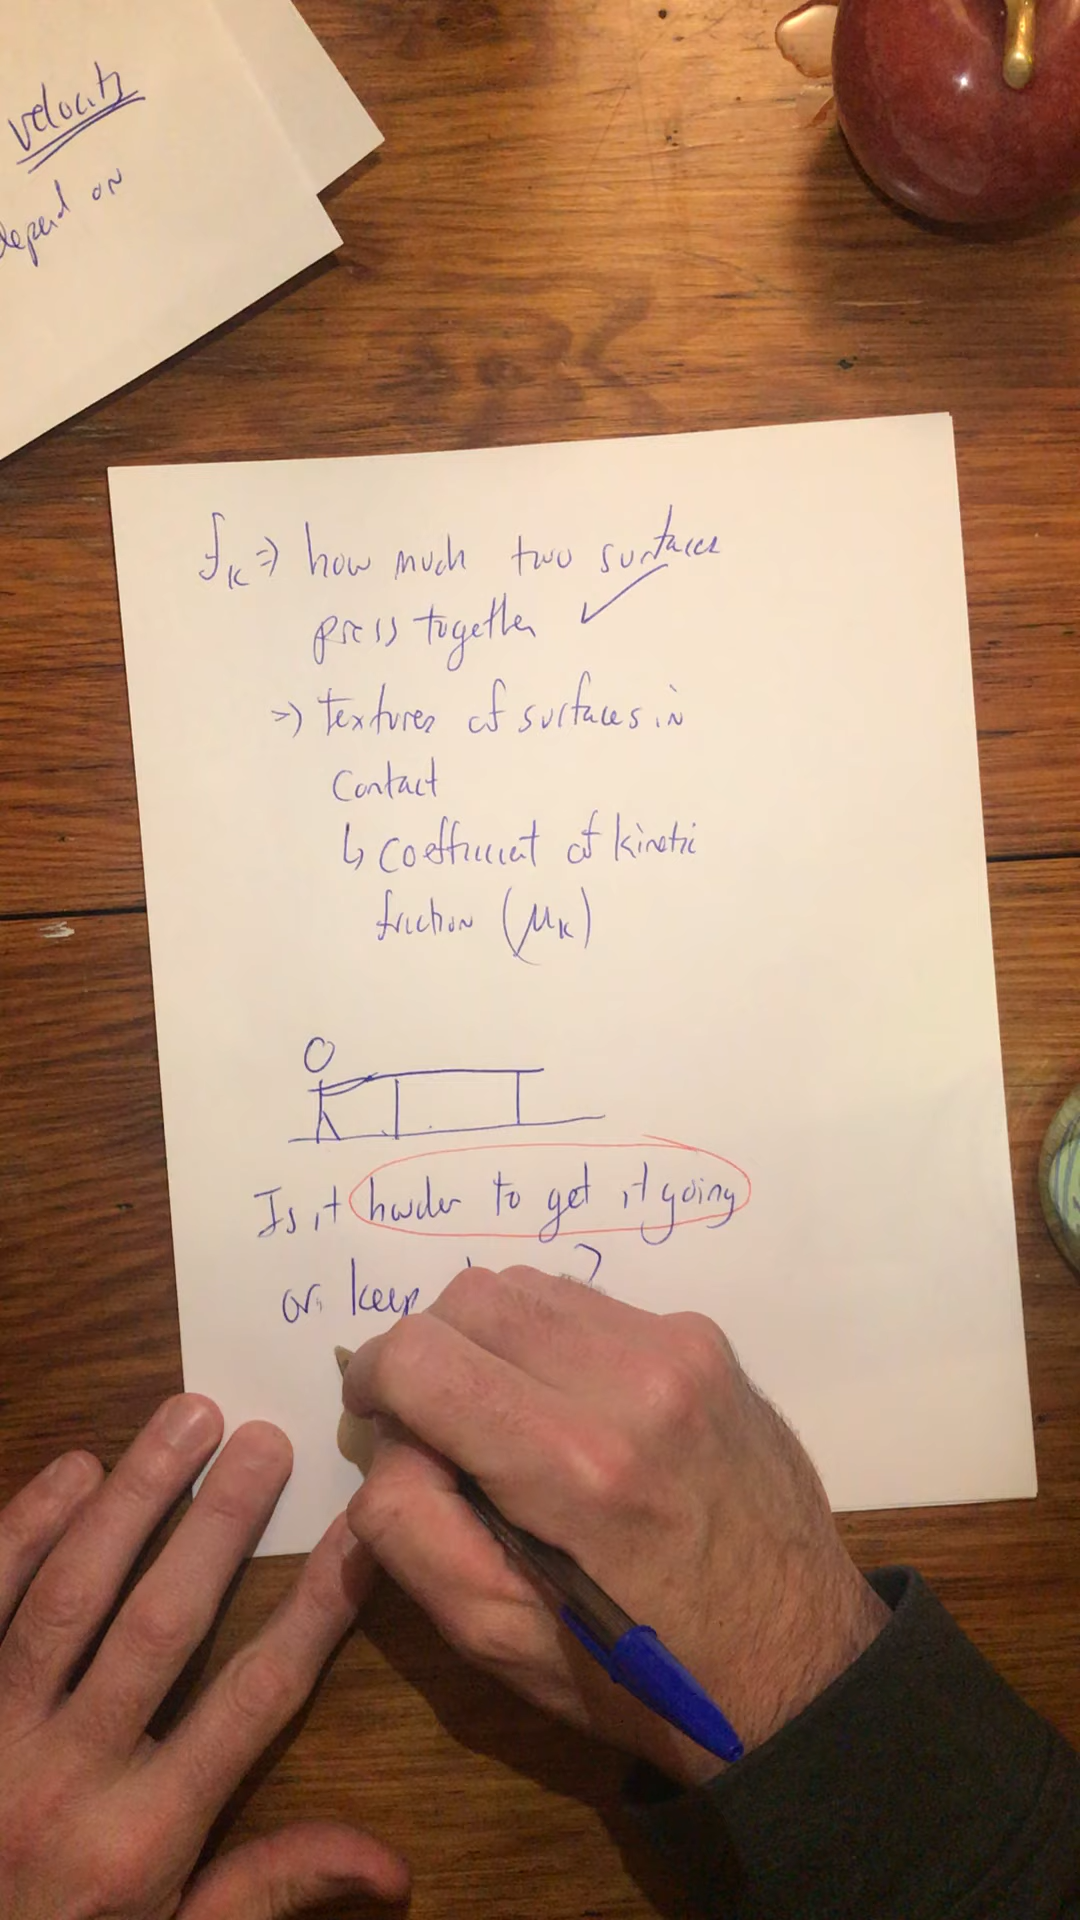 velocity
depend on
fk => how much two surfaces
press together ✓
=> textures of surfaces in
contact
↳ coefficient of kinetic
friction (μk)
Is it harder to get it going
or keep ?